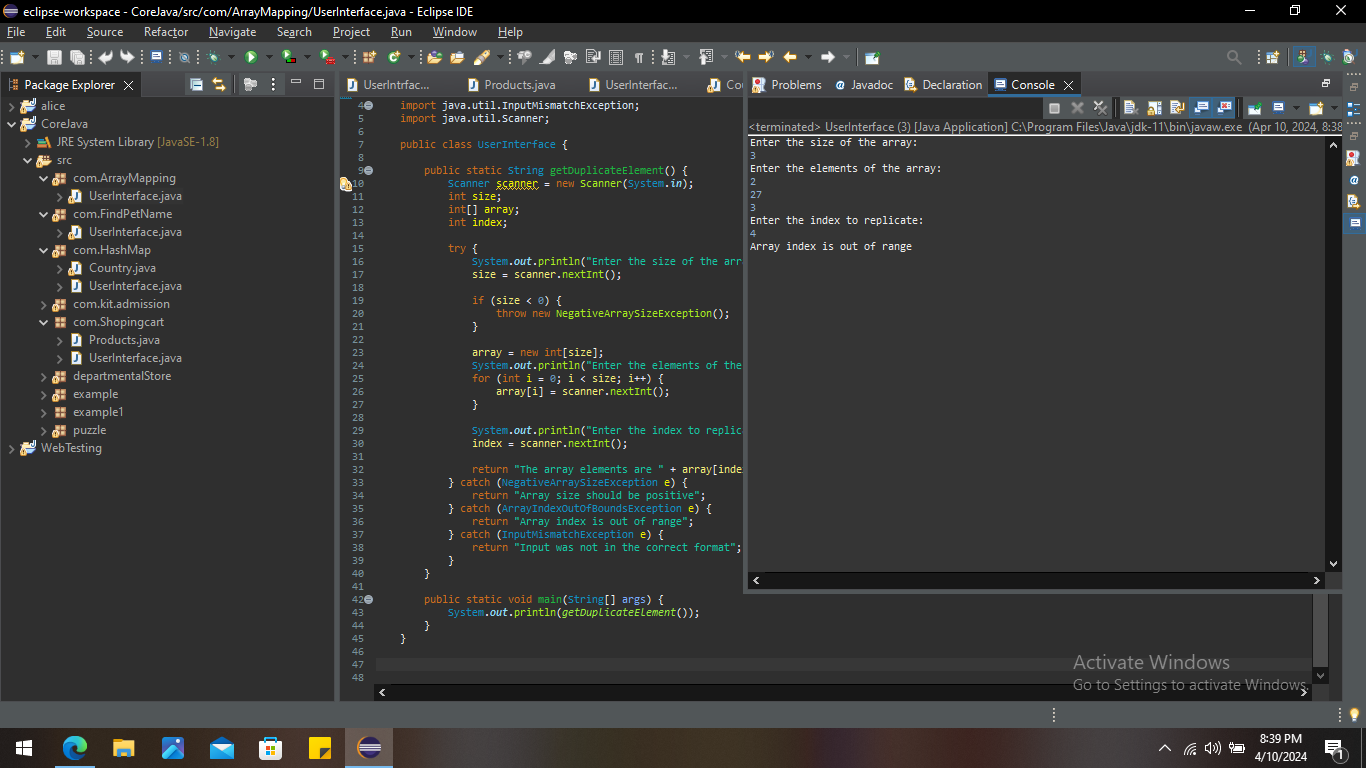 eclipse-workspace - CoreJava/src/com/ArrayMapping/UserInterface.java - Eclipse IDE
File Edit Source Refactor Navigate Search Project Run Window Help
Package Explorer
alice
CoreJava
JRE System Library [JavaSE-1.8]
src
com.ArrayMapping
UserInterface.java
com.FindPetName
UserInterface.java
com.HashMap
Country.java
UserInterface.java
com.kit.admission
com.Shopingcart
Products.java
UserInterface.java
departmentalStore
example
example1
puzzle
WebTesting
UserIntrfac... Products.java UserInterfac... Cou
4 import java.util.InputMismatchException;
5 import java.util.Scanner;
6
7 public class UserInterface {
8
9 public static String getDuplicateElement() {
10 Scanner scanner = new Scanner(System.in);
11 int size;
12 int[] array;
13 int index;
14
15 try {
16 System.out.println("Enter the size of the arr
17 size = scanner.nextInt();
18
19 if (size < 0) {
20 throw new NegativeArraySizeException();
21 }
22
23 array = new int[size];
24 System.out.println("Enter the elements of the
25 for (int i = 0; i < size; i++) {
26 array[i] = scanner.nextInt();
27 }
28
29 System.out.println("Enter the index to replic
30 index = scanner.nextInt();
31
32 return "The array elements are " + array[inde
33 } catch (NegativeArraySizeException e) {
34 return "Array size should be positive";
35 } catch (ArrayIndexOutOfBoundsException e) {
36 return "Array index is out of range";
37 } catch (InputMismatchException e) {
38 return "Input was not in the correct format";
39 }
40 }
41
42 public static void main(String[] args) {
43 System.out.println(getDuplicateElement());
44 }
45 }
46
47
48
Problems Javadoc Declaration Console
<terminated> UserInterface (3) [Java Application] C:\Program Files\Java\jdk-11\bin\javaw.exe (Apr 10, 2024, 8:38
Enter the size of the array:
3
Enter the elements of the array:
2
27
3
Enter the index to replicate:
4
Array index is out of range
Activate Windows
Go to Settings to activate Windows.
8:39 PM
4/10/2024
1